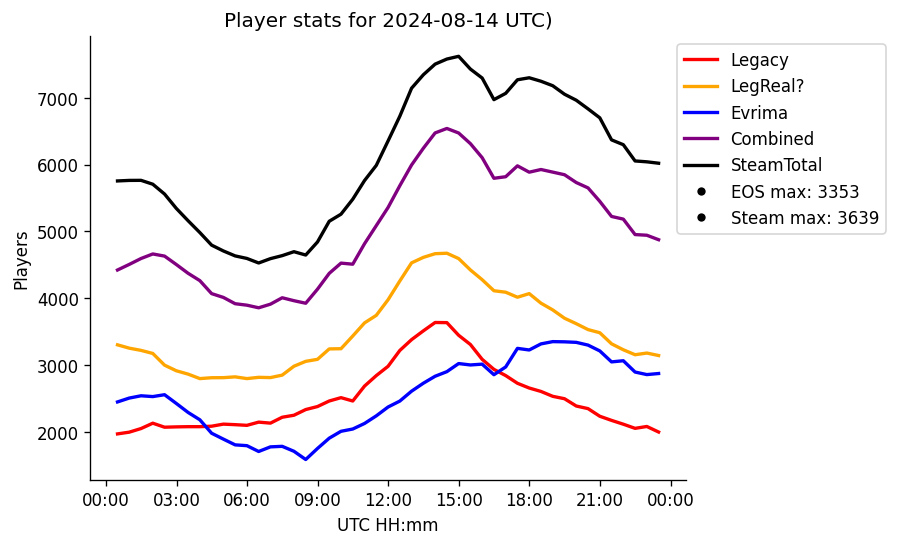 Player stats for 2024-08-14 UTC)
Legacy
LegReal?
Evrima
Combined
SteamTotal
EOS max: 3353
Steam max: 3639
Players
7000
6000
5000
4000
3000
2000
00:00 03:00 06:00 09:00 12:00 15:00 18:00 21:00 00:00
UTC HH:mm